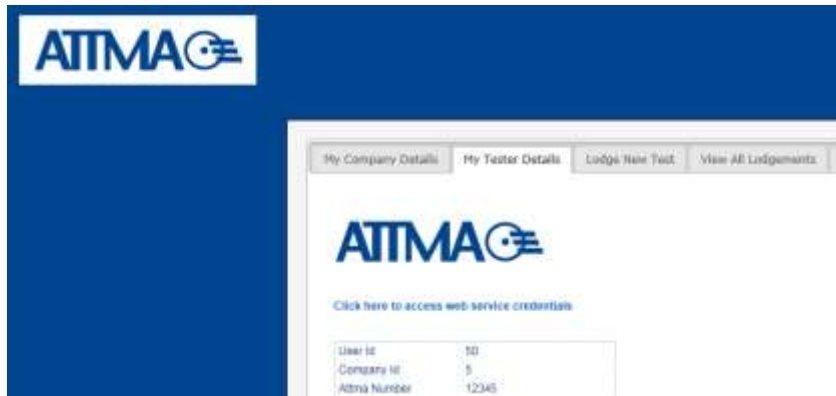 ATTMA
My Company Details My Tester Details Lodge New Test View All Lodgements
ATTMA
Click here to access web service credentials
User Id 50
Company Id 5
Attma Number 12345